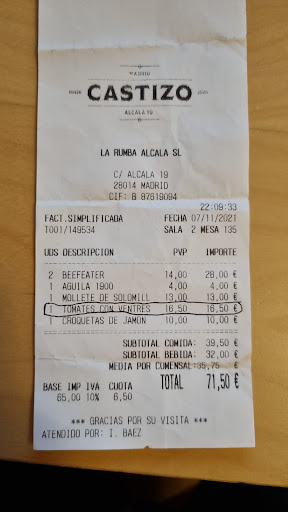 MADRID
CASTIZO
ALCALA 19
LA RUMBA ALCALA SL
C/ ALCALA 19
28014 MADRID
CIF: B 87619094
22:09:33
FACT.SIMPLIFICADA FECHA 07/11/2021
T001/149534 SALA 2 MESA 135
UDS DESCRIPCION PVP IMPORTE
2 BEEFEATER 14,00 28,00 €
1 AGUILA 1900 4,00 4,00 €
1 MOLLETE DE SOLOMILL 13,00 13,00 €
1 TOMATES CON VENTRES 16,50 16,50 €
1 CROQUETAS DE JAMON 10,00 10,00 €
SUBTOTAL COMIDA: 39,50 €
SUBTOTAL BEBIDA: 32,00 €
MEDIA POR COMENSAL: 35,75 €
BASE IMP IVA CUOTA TOTAL 71,50 €
65,00 10% 6,50
*** GRACIAS POR SU VISITA ***
ATENDIDO POR: I. BAEZ